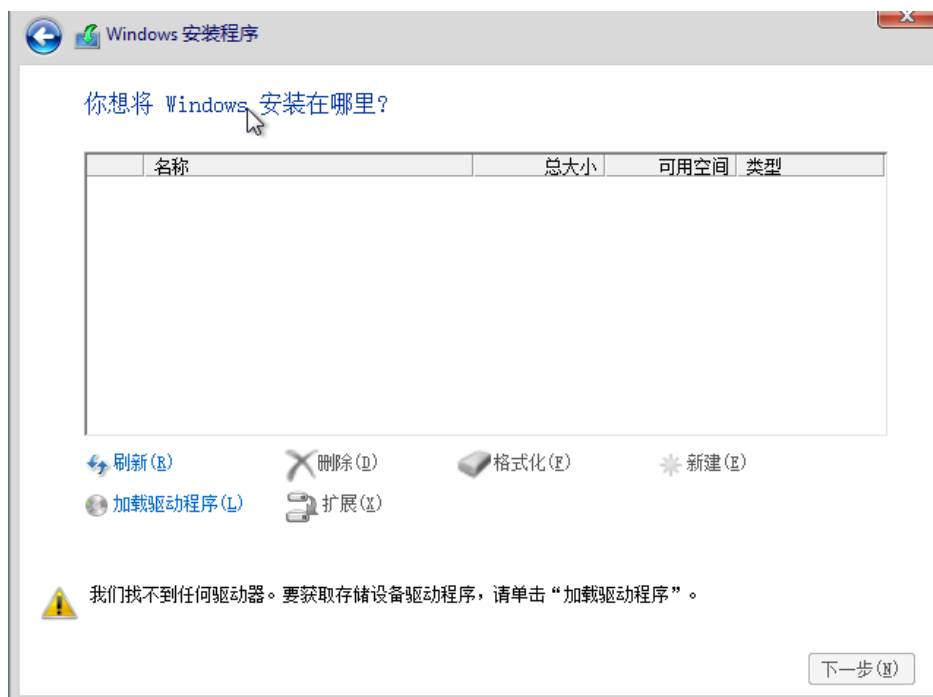 Windows 安装程序
你想将 Windows 安装在哪里?
名称 总大小 可用空间 类型
刷新(R) 删除(D) 格式化(F) 新建(E)
加载驱动程序(L) 扩展(X)
我们找不到任何驱动器。要获取存储设备驱动程序，请单击“加载驱动程序”。
下一步(N)